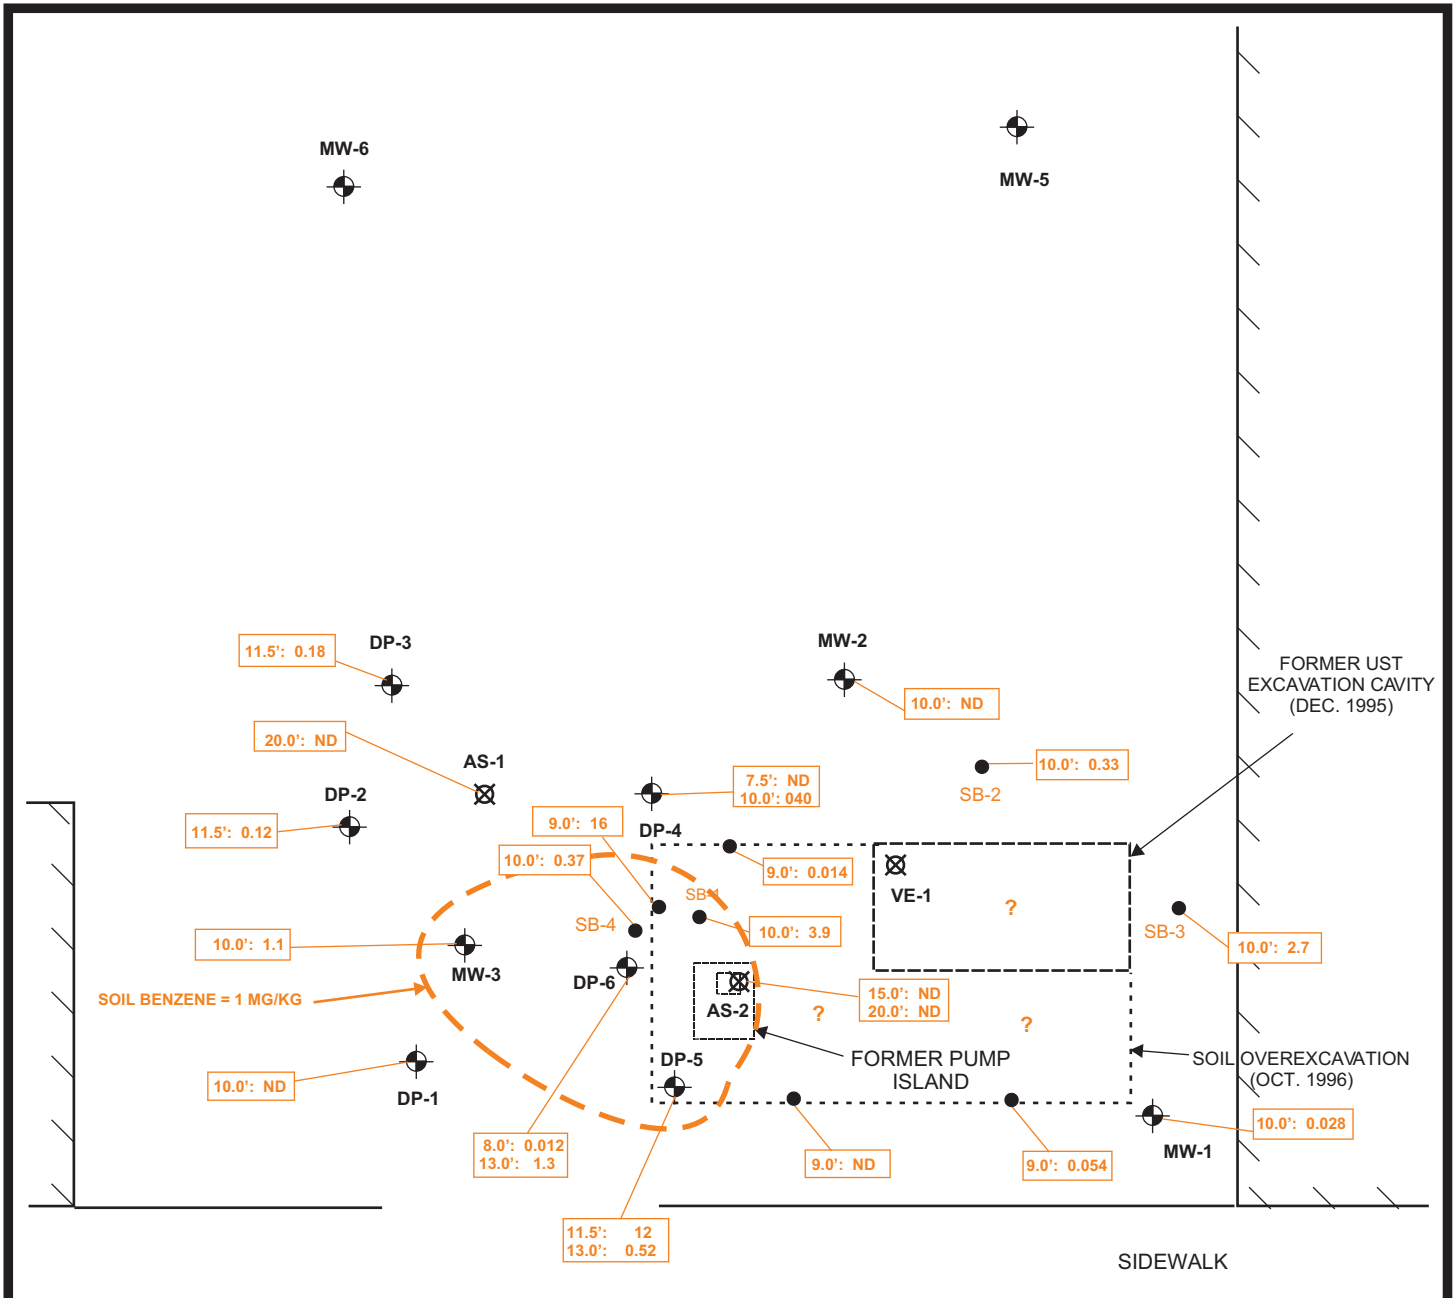 MW-6
MW-5
DP-3
11.5': 0.18
MW-2
FORMER UST
EXCAVATION CAVITY
(DEC. 1995)
10.0': ND
20.0': ND
AS-1
10.0': 0.33
SB-2
7.5': ND
10.0': 040
DP-2
11.5': 0.12
9.0': 16
DP-4
10.0': 0.37
9.0': 0.014
VE-1
SB-1
?
SB-4
10.0': 3.9
SB-3
10.0': 2.7
10.0': 1.1
MW-3
DP-6
SOIL BENZENE = 1 MG/KG
AS-2
15.0': ND
20.0': ND
?
?
DP-5
FORMER PUMP
ISLAND
SOIL OVEREXCAVATION
(OCT. 1996)
10.0': ND
DP-1
10.0': 0.028
MW-1
8.0': 0.012
13.0': 1.3
9.0': ND
9.0': 0.054
11.5': 12
13.0': 0.52
SIDEWALK